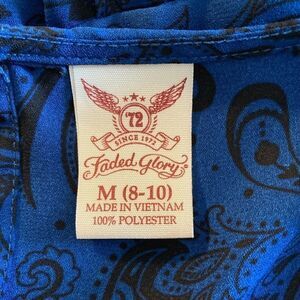 '72
SINCE 1972
Faded Glory
M (8-10)
MADE IN VIETNAM
100% POLYESTER